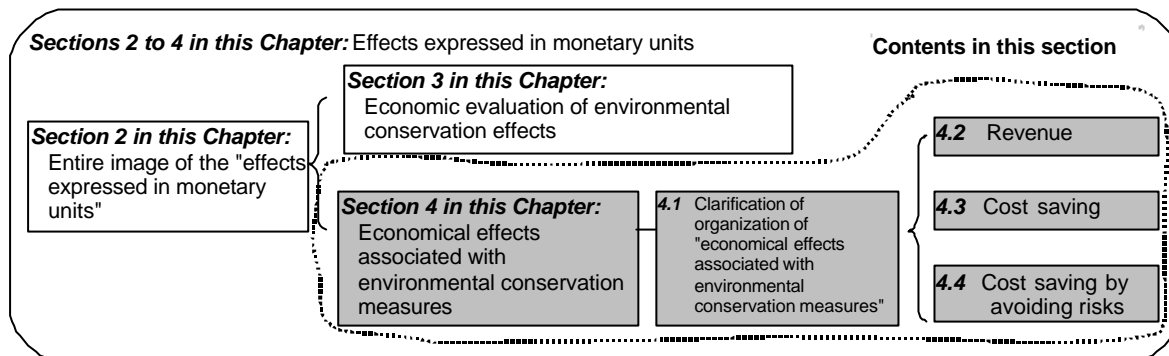 Sections 2 to 4 in this Chapter: Effects expressed in monetary units
Contents in this section
Section 3 in this Chapter:
Economic evaluation of environmental
conservation effects
Section 2 in this Chapter:
Entire image of the "effects
expressed in monetary
units"
Section 4 in this Chapter:
Economical effects
associated with
environmental conservation
measures
4.1 Clarification of
organization of
"economical effects
associated with
environmental
conservation measures"
4.2 Revenue
4.3 Cost saving
4.4 Cost saving by
avoiding risks